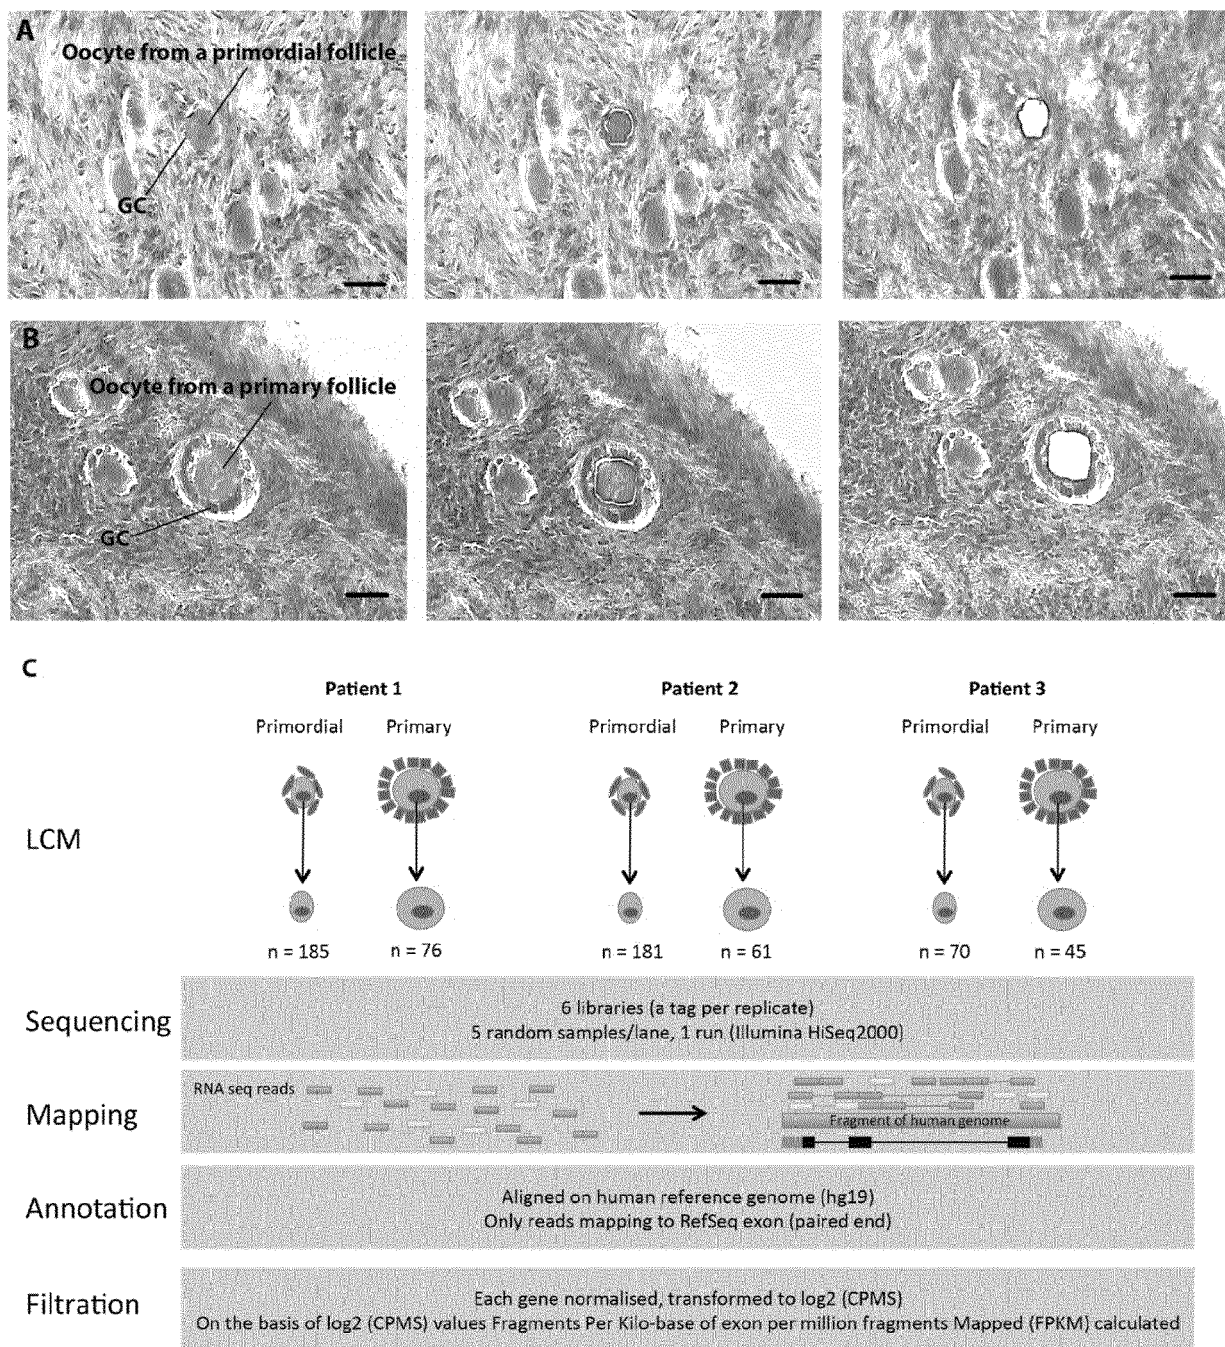 A
Oocyte from a primordial follicle
GC
B
Oocyte from a primary follicle
GC
C
Patient 1
Patient 2
Patient 3
Primordial
Primary
Primordial
Primary
Primordial
Primary
LCM
n = 185
n = 76
n = 181
n = 61
n = 70
n = 45
Sequencing
6 libraries (a tag per replicate)
5 random samples/lane, 1 run (Illumina HiSeq2000)
Mapping
RNA seq reads
Fragment of human genome
Annotation
Aligned on human reference genome (hg19)
Only reads mapping to RefSeq exon (paired end)
Filtration
Each gene normalised, transformed to log2 (CPMS)
On the basis of log2 (CPMS) values Fragments Per Kilo-base of exon per million fragments Mapped (FPKM) calculated